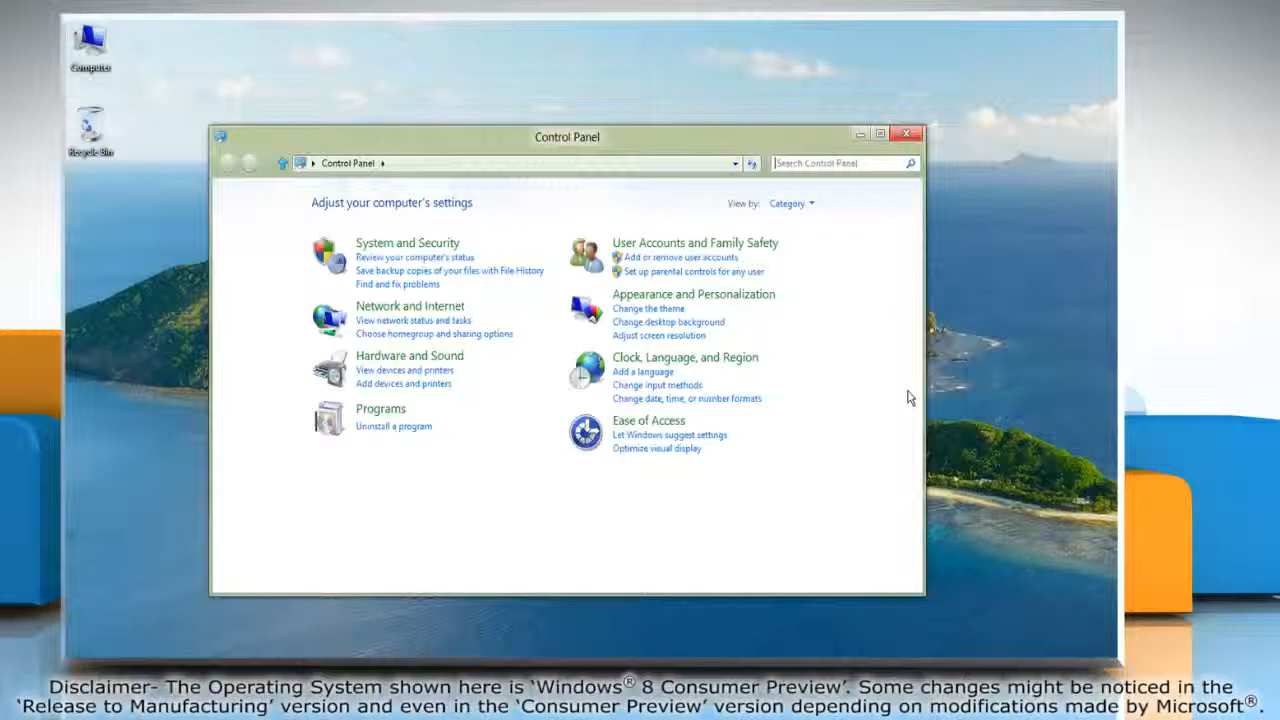 Computer
Recycle Bin
Control Panel
Control Panel
Search Control Panel
Adjust your computer's settings
View by: Category
System and Security
Review your computer's status
Save backup copies of your files with File History
Find and fix problems
Network and Internet
View network status and tasks
Choose homegroup and sharing options
Hardware and Sound
View devices and printers
Add devices and printers
Programs
Uninstall a program
User Accounts and Family Safety
Add or remove user accounts
Set up parental controls for any user
Appearance and Personalization
Change the theme
Change desktop background
Adjust screen resolution
Clock, Language, and Region
Add a language
Change input methods
Change date, time, or number formats
Ease of Access
Let Windows suggest settings
Optimize visual display
Disclaimer- The Operating System shown here is 'Windows® 8 Consumer Preview'. Some changes might be noticed in the
'Release to Manufacturing' version and even in the 'Consumer Preview' version depending on modifications made by Microsoft®.